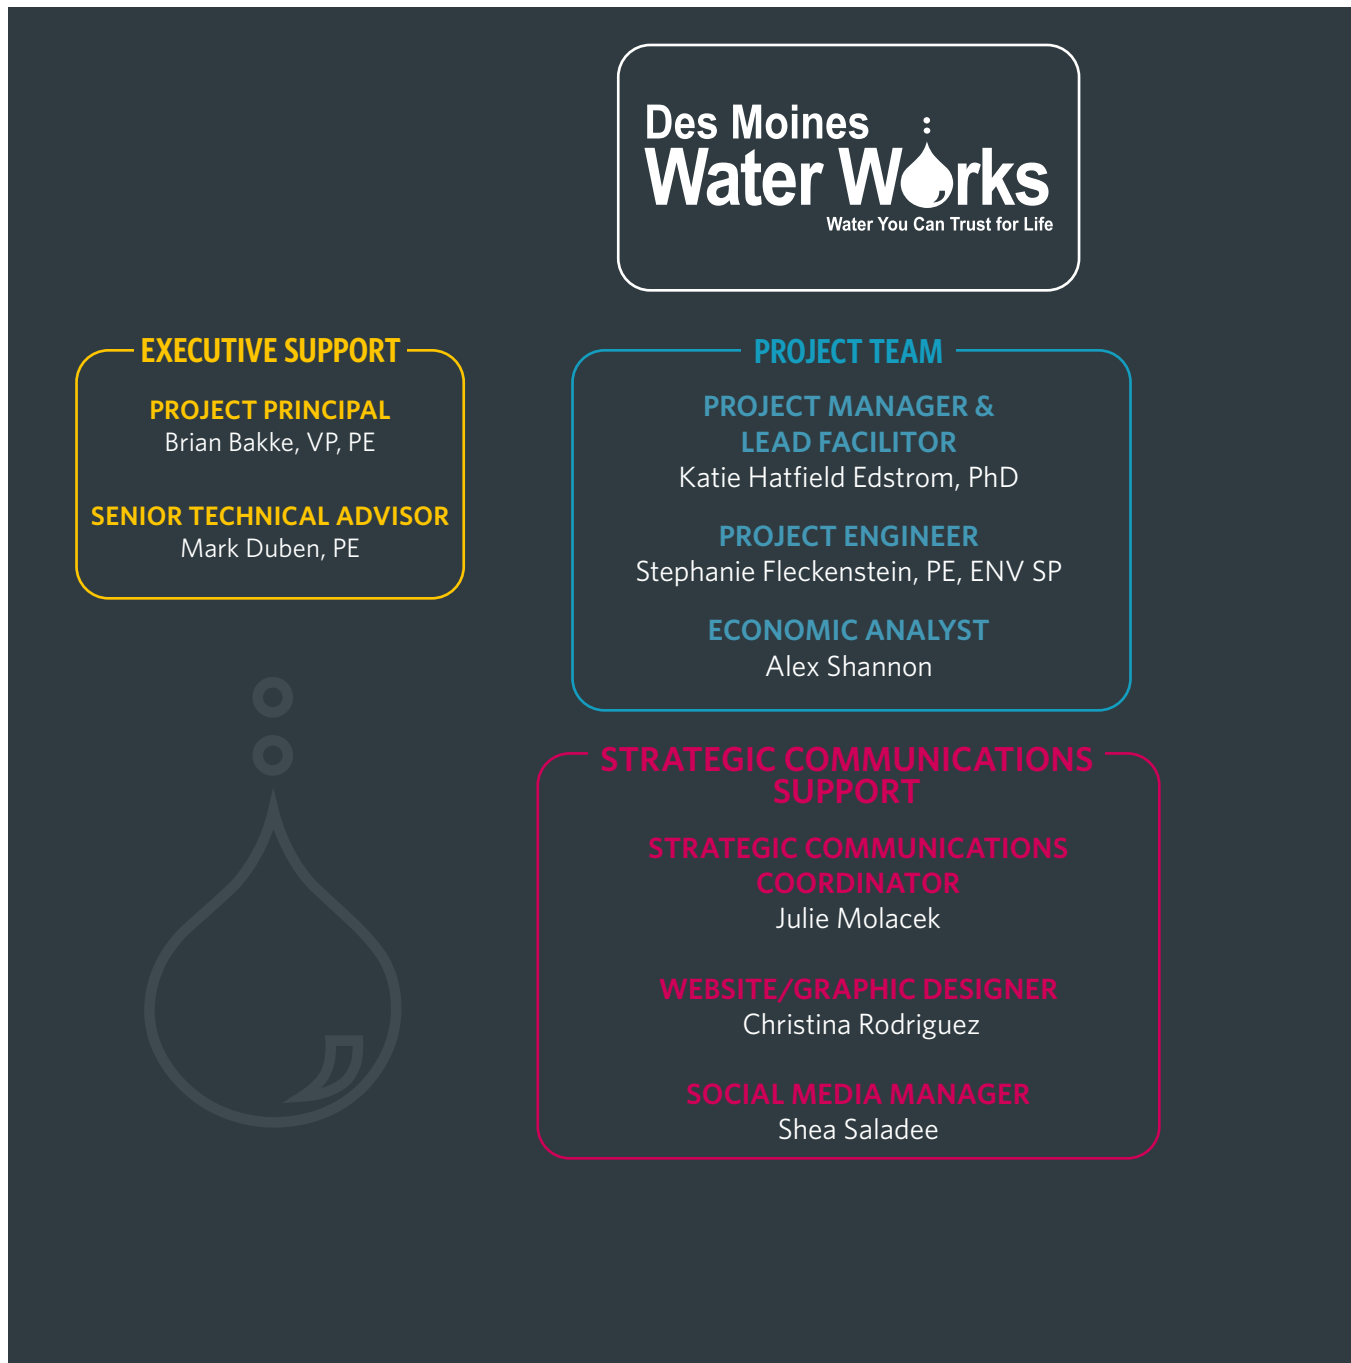 Des Moines
Water Works
Water You Can Trust for Life
EXECUTIVE SUPPORT
PROJECT PRINCIPAL
Brian Bakke, VP, PE
SENIOR TECHNICAL ADVISOR
Mark Duben, PE
PROJECT TEAM
PROJECT MANAGER &
LEAD FACILITOR
Katie Hatfield Edstrom, PhD
PROJECT ENGINEER
Stephanie Fleckenstein, PE, ENV SP
ECONOMIC ANALYST
Alex Shannon
STRATEGIC COMMUNICATIONS
SUPPORT
STRATEGIC COMMUNICATIONS
COORDINATOR
Julie Molacek
WEBSITE/GRAPHIC DESIGNER
Christina Rodriguez
SOCIAL MEDIA MANAGER
Shea Saladee